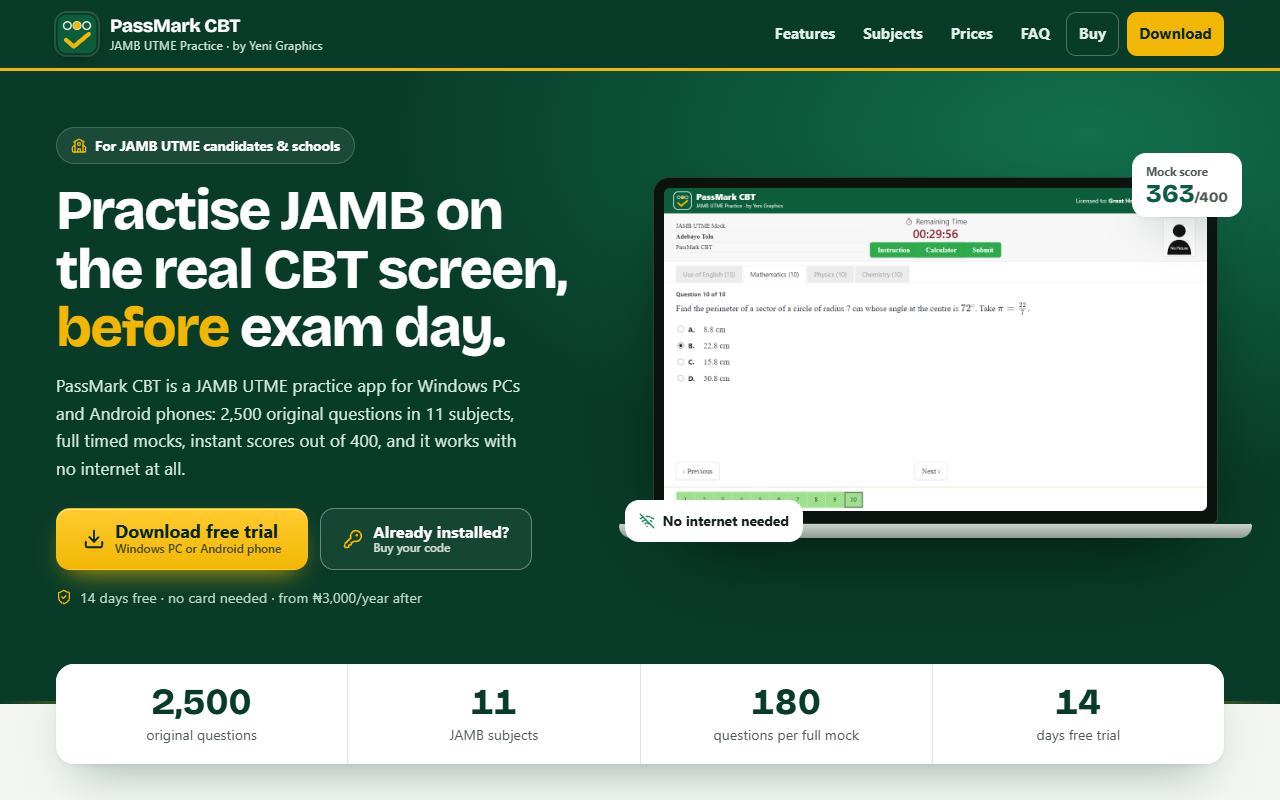 PassMark CBT
JAMB UTME Practice · by Yeni Graphics
Features
Subjects
Prices
FAQ
Buy
Download
For JAMB UTME candidates & schools
Practise JAMB on
the real CBT screen,
before exam day.
PassMark CBT is a JAMB UTME practice app for Windows PCs
and Android phones: 2,500 original questions in 11 subjects,
full timed mocks, instant scores out of 400, and it works with
no internet at all.
Download free trial
Windows PC or Android phone
Already installed?
Buy your code
14 days free · no card needed · from ₦3,000/year after
Mock score
363/400
PassMark CBT
JAMB UTME Practice · by Yeni Graphics
Licensed to: Great
JAMB UTME Mock
Adebayo Tolu
PassMark CBT
Remaining Time
00:29:56
Instruction
Calculator
Submit
No Picture
Use of English (15)
Mathematics (10)
Physics (10)
Chemistry (10)
Question 10 of 10
Find the perimeter of a sector of a circle of radius 7 cm whose angle at the centre is 72°. Take π = 22/7.
A. 8.8 cm
B. 22.8 cm
C. 15.8 cm
D. 30.8 cm
‹ Previous
Next ›
7 8 9 10
No internet needed
2,500
original questions
11
JAMB subjects
180
questions per full mock
14
days free trial